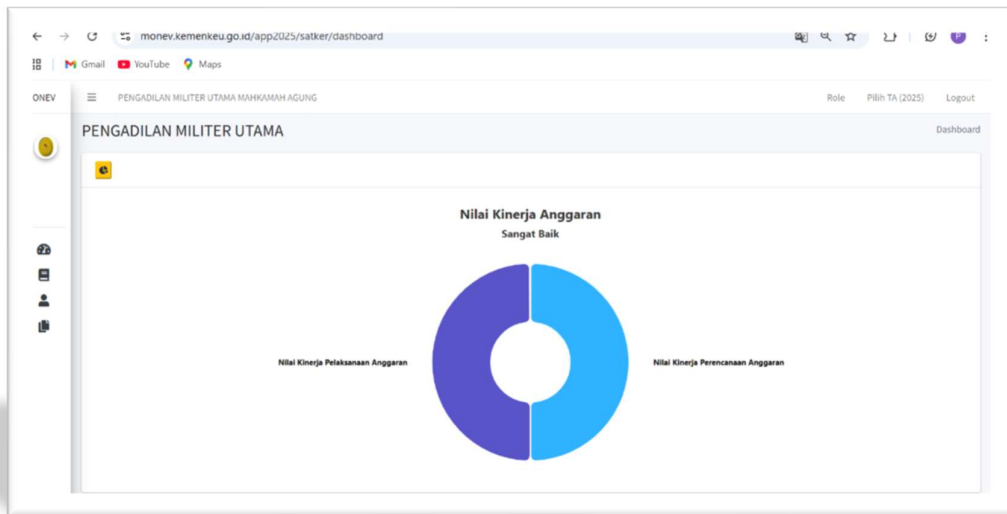 monev.kemenkeu.go.id/app2025/satker/dashboard
P
Gmail YouTube Maps
ONEV PENGADILAN MILITER UTAMA MAHKAMAH AGUNG Role Pilih TA (2025) Logout
PENGADILAN MILITER UTAMA Dashboard
Nilai Kinerja Anggaran
Sangat Baik
Nilai Kinerja Pelaksanaan Anggaran Nilai Kinerja Perencanaan Anggaran